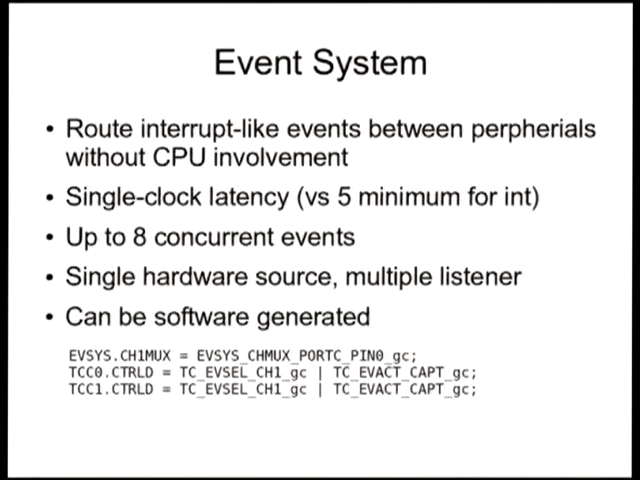 Event System
• Route interrupt-like events between perpherials
without CPU involvement
• Single-clock latency (vs 5 minimum for int)
• Up to 8 concurrent events
• Single hardware source, multiple listener
• Can be software generated
EVSYS.CH1MUX = EVSYS_CHMUX_PORTC_PIN0_gc;
TCC0.CTRLD = TC_EVSEL_CH1_gc | TC_EVACT_CAPT_gc;
TCC1.CTRLD = TC_EVSEL_CH1_gc | TC_EVACT_CAPT_gc;